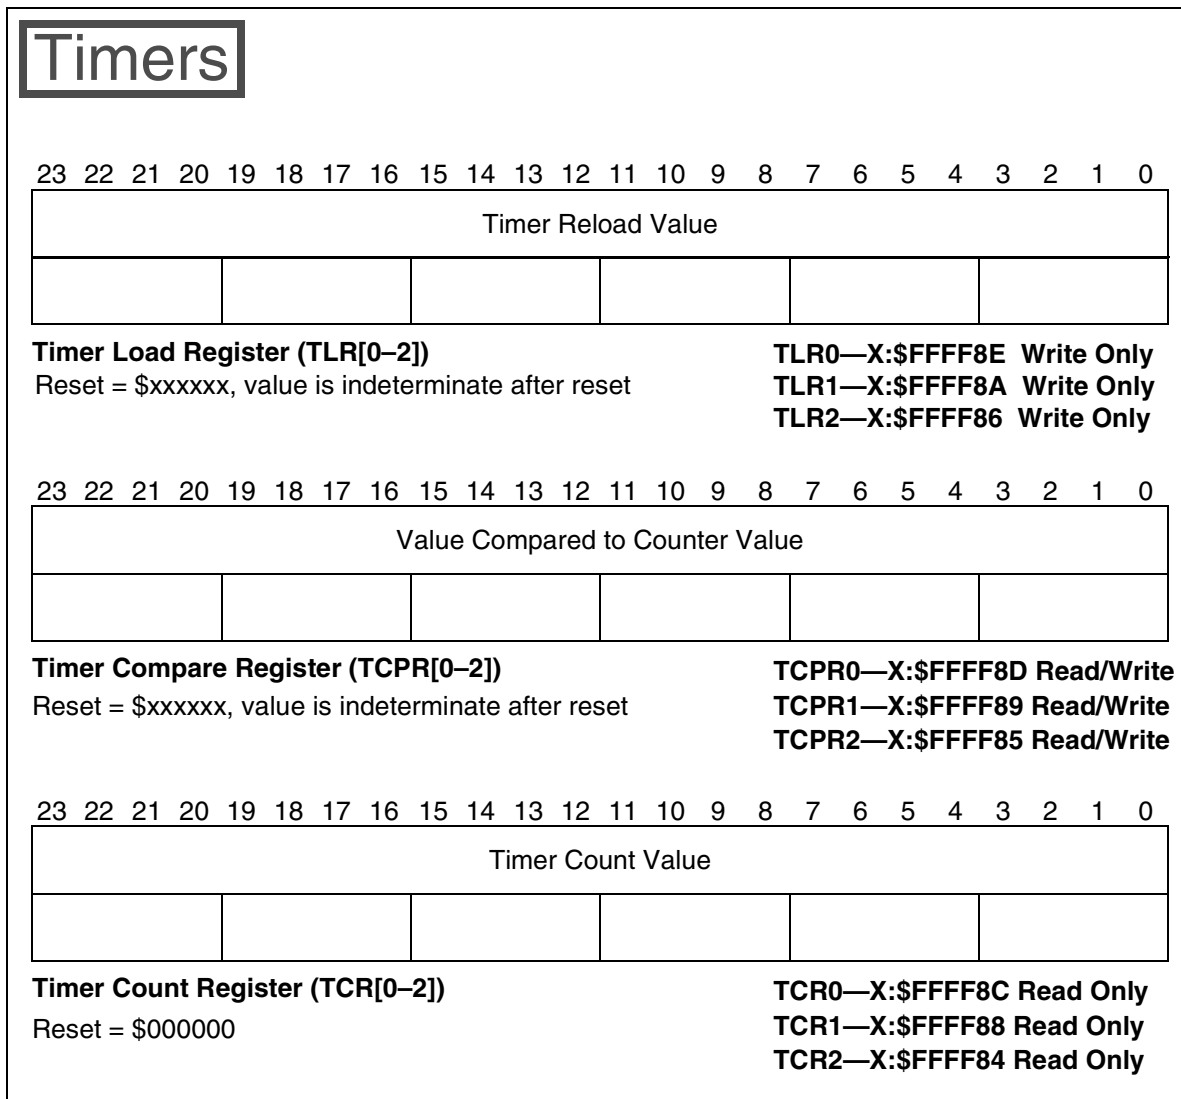 Timers
23 22 21 20 19 18 17 16 15 14 13 12 11 10 9 8 7 6 5 4 3 2 1 0
Timer Reload Value
Timer Load Register (TLR[0–2])
Reset = $xxxxxx, value is indeterminate after reset
TLR0—X:$FFFF8E Write Only
TLR1—X:$FFFF8A Write Only
TLR2—X:$FFFF86 Write Only
23 22 21 20 19 18 17 16 15 14 13 12 11 10 9 8 7 6 5 4 3 2 1 0
Value Compared to Counter Value
Timer Compare Register (TCPR[0–2])
Reset = $xxxxxx, value is indeterminate after reset
TCPR0—X:$FFFF8D Read/Write
TCPR1—X:$FFFF89 Read/Write
TCPR2—X:$FFFF85 Read/Write
23 22 21 20 19 18 17 16 15 14 13 12 11 10 9 8 7 6 5 4 3 2 1 0
Timer Count Value
Timer Count Register (TCR[0–2])
Reset = $000000
TCR0—X:$FFFF8C Read Only
TCR1—X:$FFFF88 Read Only
TCR2—X:$FFFF84 Read Only